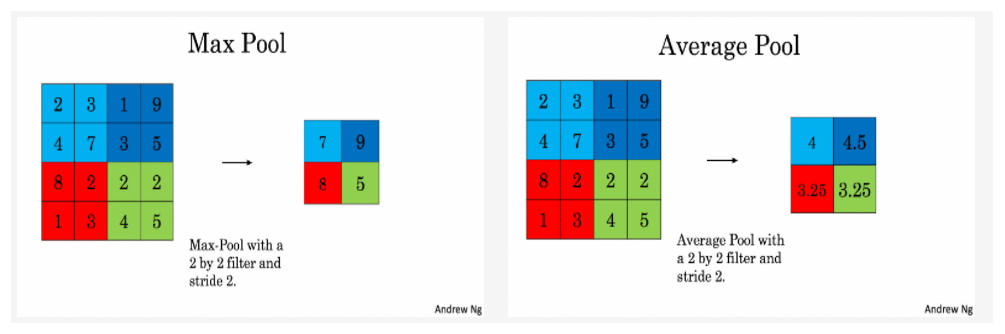 Max Pool
2 3 1 9
4 7 3 5
8 2 2 2
1 3 4 5
7 9
8 5
Max-Pool with a
2 by 2 filter and
stride 2.
Andrew Ng
Average Pool
2 3 1 9
4 7 3 5
8 2 2 2
1 3 4 5
4 4.5
3.25 3.25
Average Pool with
a 2 by 2 filter and
stride 2.
Andrew Ng